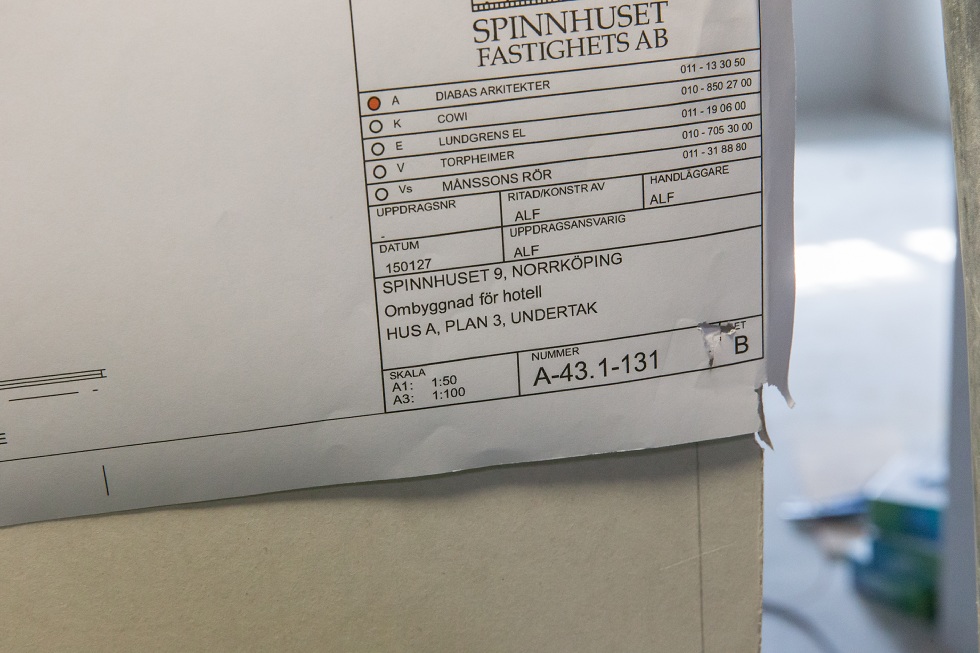 SPINNHUSET
FASTIGHETS AB
A DIABAS ARKITEKTER 011 - 13 30 50
K COWI 010 - 850 27 00
E LUNDGRENS EL 011 - 19 06 00
V TORPHEIMER 010 - 705 30 00
Vs MÅNSSONS RÖR 011 - 31 88 80
UPPDRAGSNR RITAD/KONSTR AV HANDLÄGGARE
- ALF ALF
DATUM UPPDRAGSANSVARIG
150127 ALF
SPINNHUSET 9, NORRKÖPING
Ombyggnad för hotell
HUS A, PLAN 3, UNDERTAK
SKALA NUMMER ET
A1: 1:50 A-43.1-131 B
A3: 1:100
E